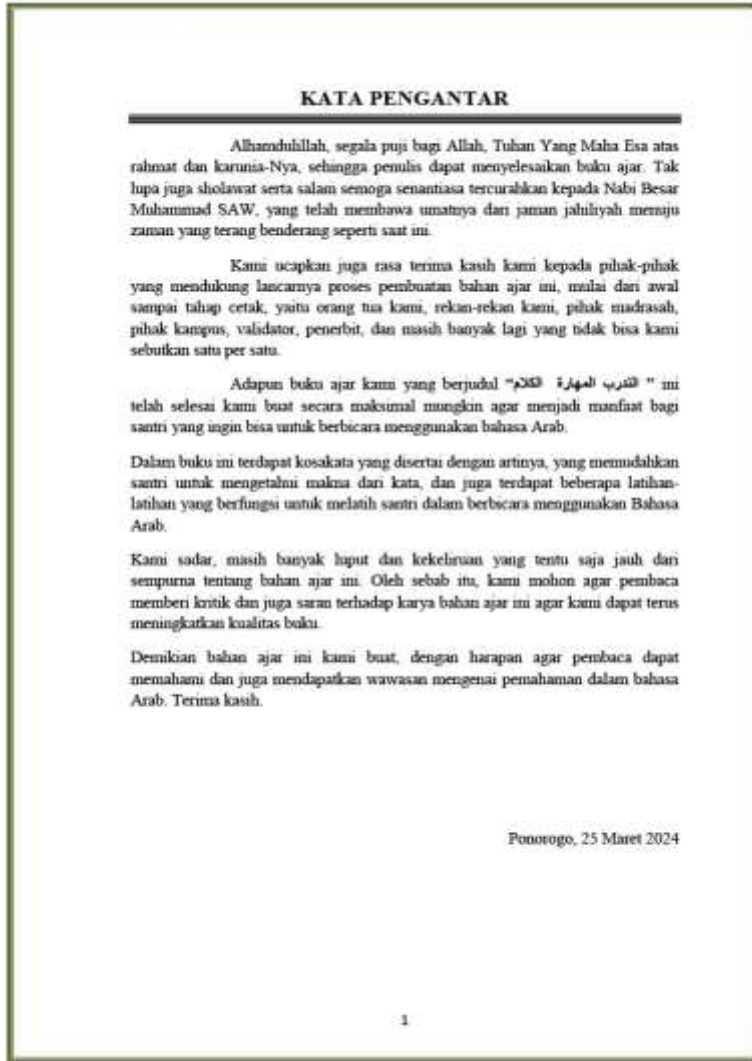 KATA PENGANTAR
Alhamdulillah, segala puji bagi Allah, Tuhan Yang Maha Esa atas
rahmat dan karunia-Nya, sehingga penulis dapat menyelesaikan buku ajar. Tak
lupa juga sholawat serta salam semoga senantiasa tercurahkan kepada Nabi Besar
Muhammad SAW, yang telah membawa umatnya dari jaman jahiliyah menuju
zaman yang terang benderang seperti saat ini.
Kami ucapkan juga rasa terima kasih kami kepada pihak-pihak
yang mendukung lancarnya proses pembuatan bahan ajar ini, mulai dari awal
sampai tahap cetak, yaitu orang tua kami, rekan-rekan kami, pihak madrasah,
pihak kampus, validator, penerbit, dan masih banyak lagi yang tidak bisa kami
sebutkan satu per satu.
Adapun buku ajar kami yang berjudul “التدرب المهارة الكلام ” ini
telah selesai kami buat secara maksimal mungkin agar menjadi manfaat bagi
santri yang ingin bisa untuk berbicara menggunakan bahasa Arab.
Dalam buku ini terdapat kosakata yang disertai dengan artinya, yang memudahkan
santri untuk mengetahui makna dari kata, dan juga terdapat beberapa latihan-
latihan yang berfungsi untuk melatih santri dalam berbicara menggunakan Bahasa
Arab.
Kami sadar, masih banyak luput dan kekeliruan yang tentu saja jauh dari
sempurna tentang bahan ajar ini. Oleh sebab itu, kami mohon agar pembaca
memberi kritik dan juga saran terhadap karya bahan ajar ini agar kami dapat terus
meningkatkan kualitas buku.
Demikian bahan ajar ini kami buat, dengan harapan agar pembaca dapat
memahami dan juga mendapatkan wawasan mengenai pemahaman dalam bahasa
Arab. Terima kasih.
Ponorogo, 25 Maret 2024
1